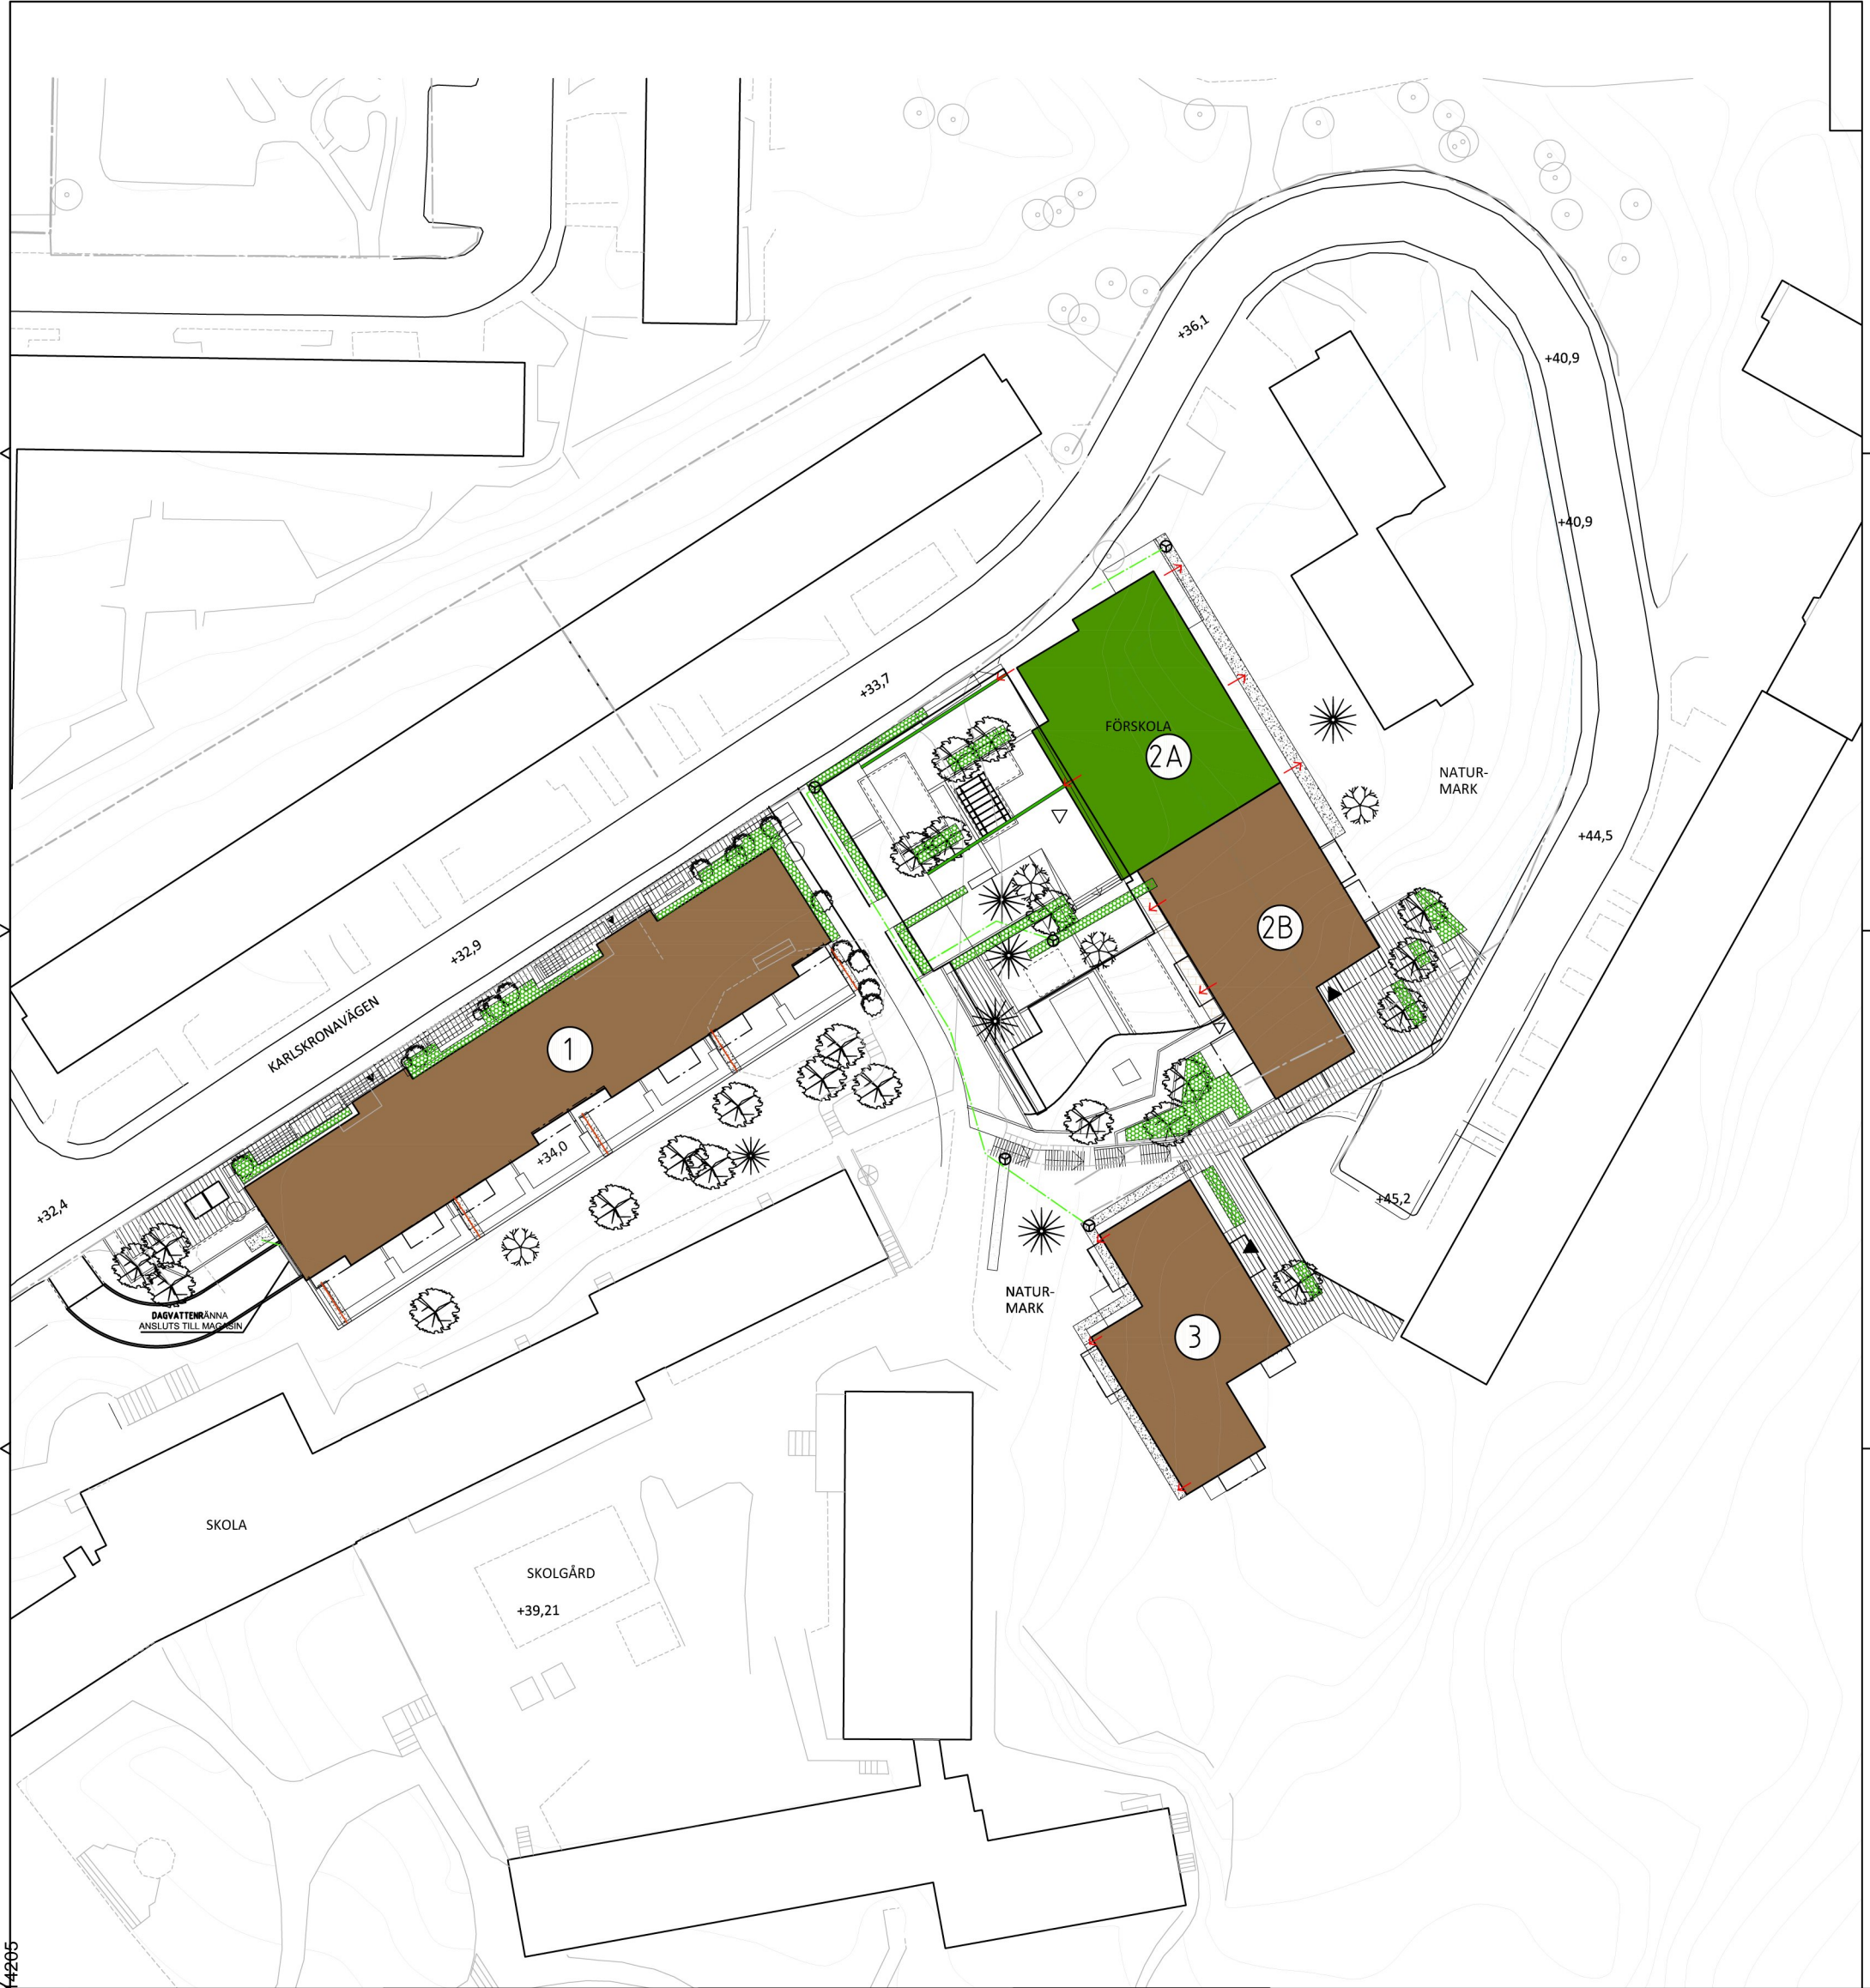 +36,1
+40,9
+40,9
+33,7
FÖRSKOLA
2A
NATUR-
MARK
+44,5
2B
+32,9
KARLSKRONAVÄGEN
1
+34,0
+32,4
+45,2
NATUR-
MARK
DAGVATTENRÄNNA
ANSLUTS TILL MAGASIN
3
SKOLA
SKOLGÅRD
+39,21